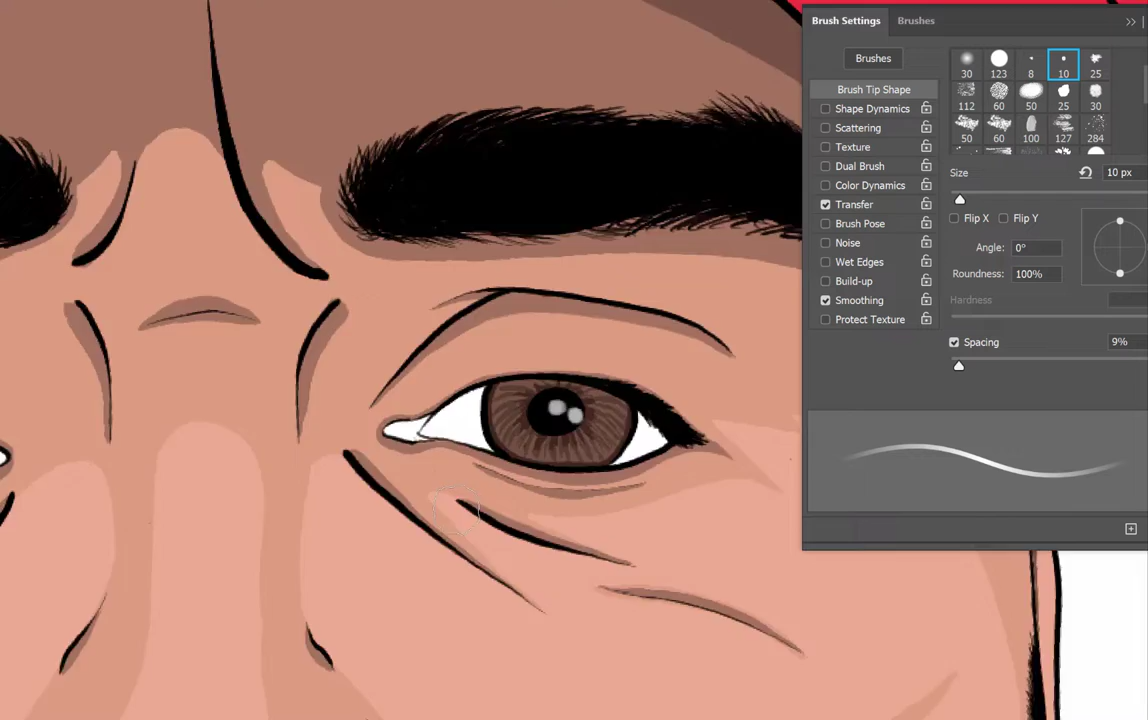 Brush Settings Brushes
Brushes
30 123 8 10 25
Brush Tip Shape
112 60 50 25 30
Shape Dynamics
Scattering
50 60 100 127 284
Texture
Dual Brush
Size 10 px
Color Dynamics
Transfer
Flip X Flip Y
Brush Pose
Noise
Angle: 0°
Wet Edges
Roundness: 100%
Build-up
Smoothing
Hardness
Protect Texture
Spacing 9%